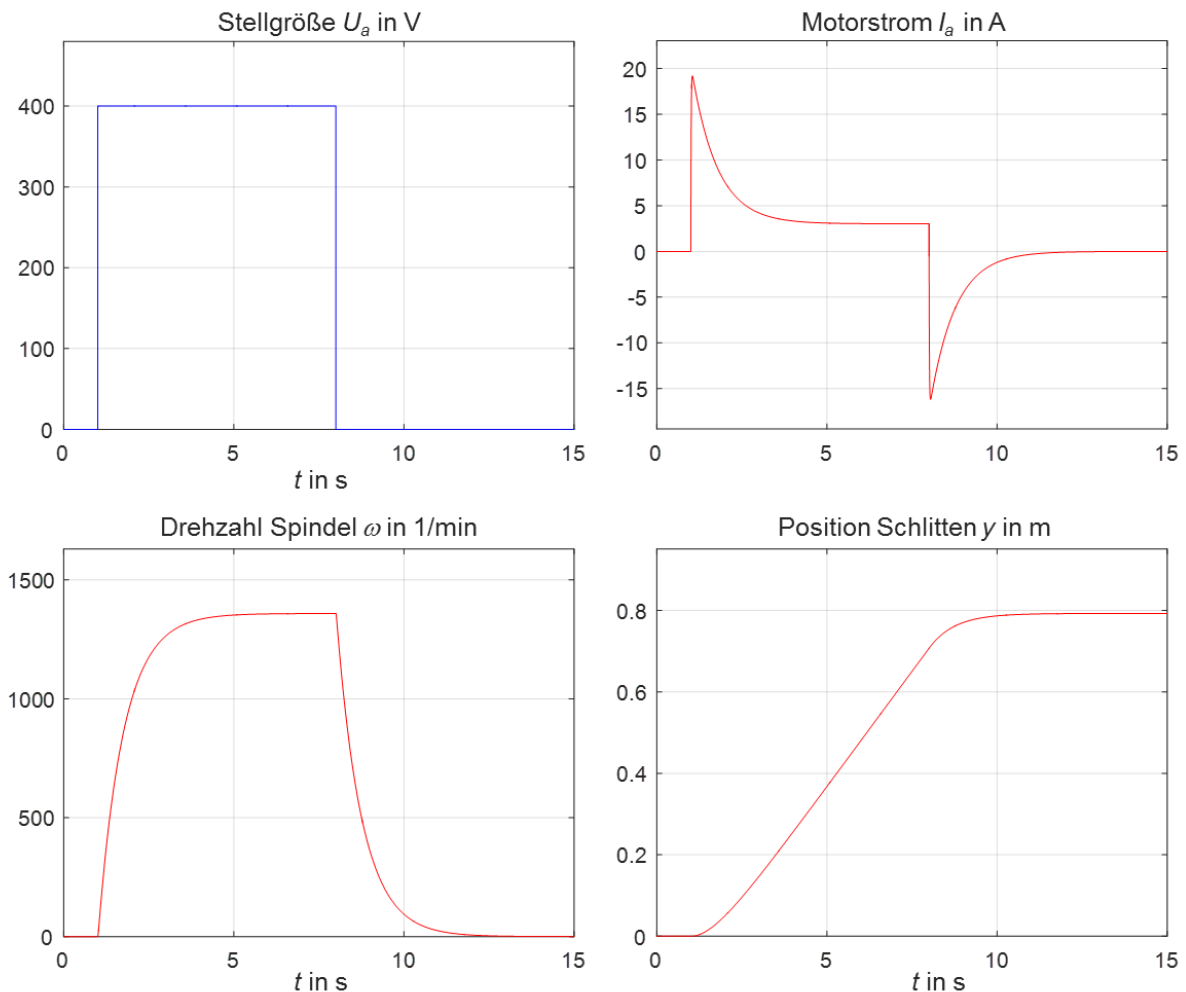 Stellgröße Ua in V
400
300
200
100
0
0 5 10 15
t in s
Motorstrom Ia in A
20
15
10
5
0
-5
-10
-15
0 5 10 15
Drehzahl Spindel ω in 1/min
1500
1000
500
0
0 5 10 15
t in s
Position Schlitten y in m
0.8
0.6
0.4
0.2
0
0 5 10 15
t in s